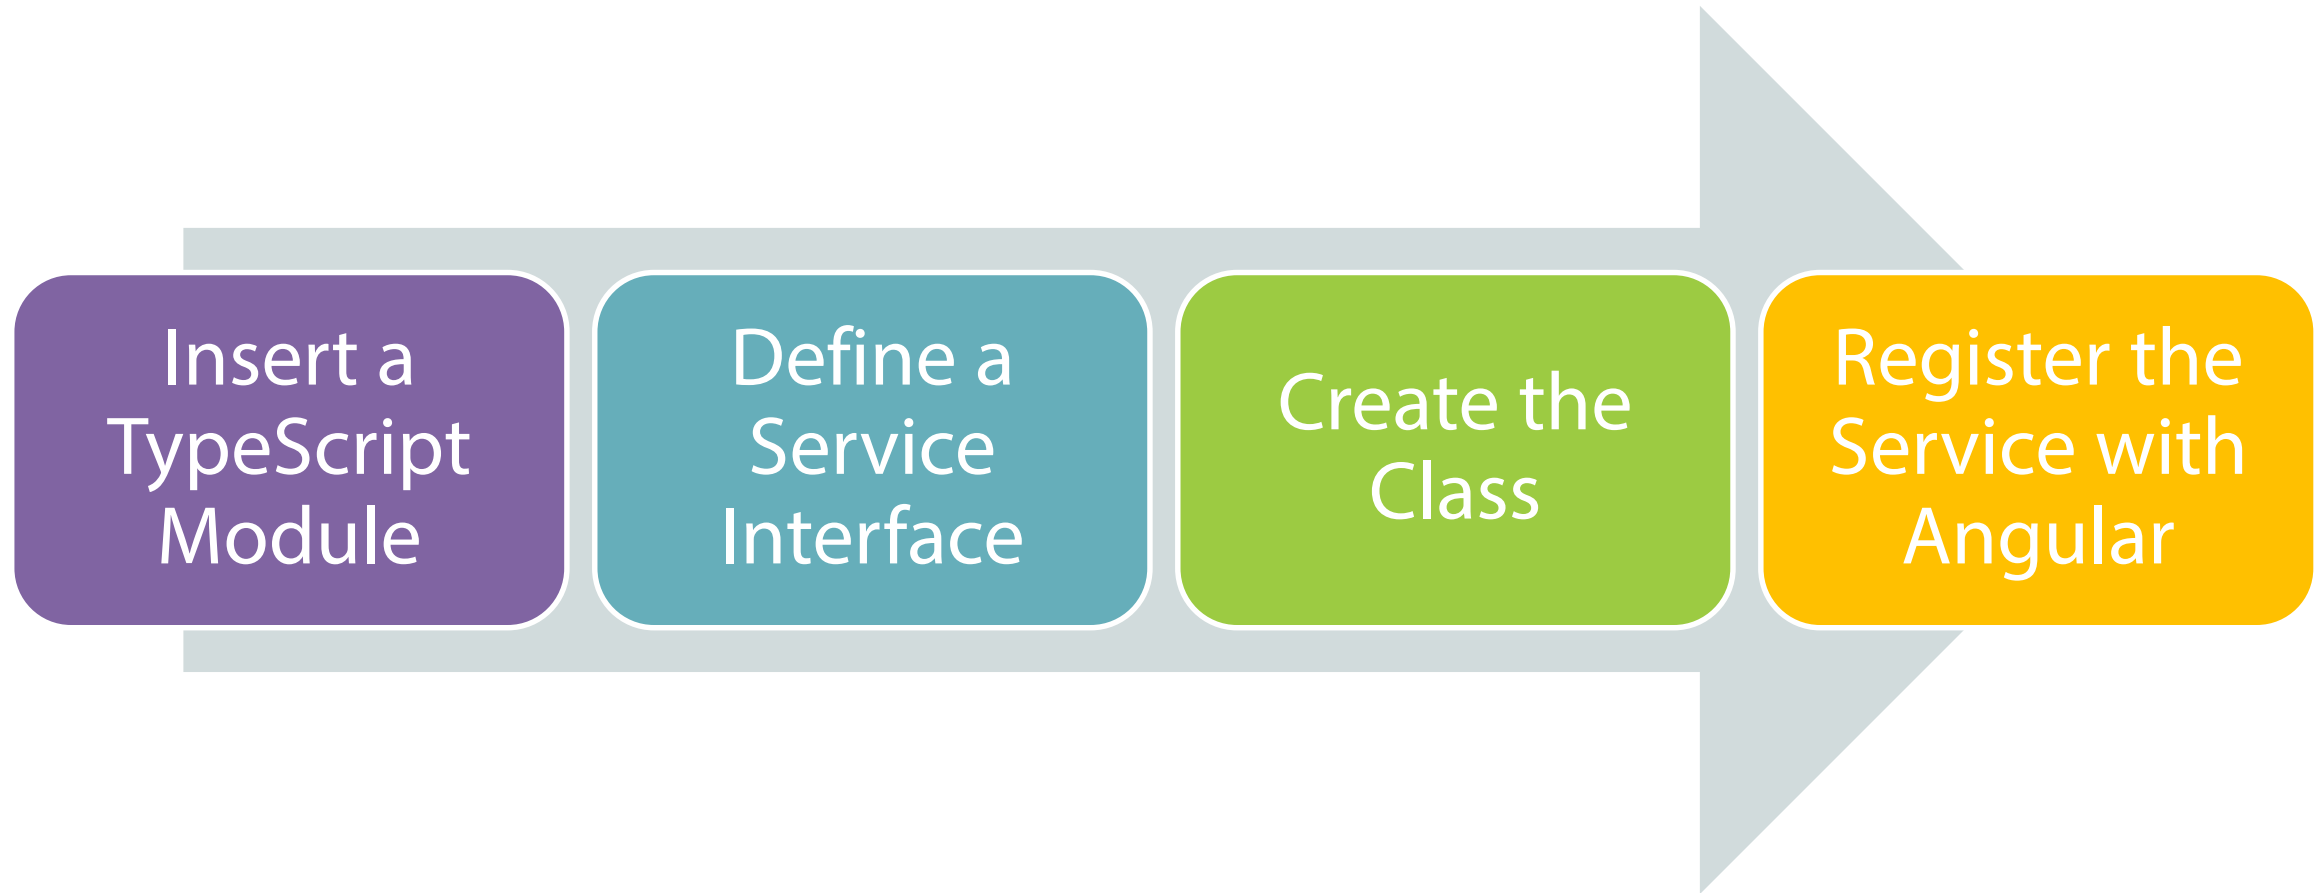 Insert a
TypeScript
Module
Define a
Service
Interface
Create the
Class
Register the
Service with
Angular